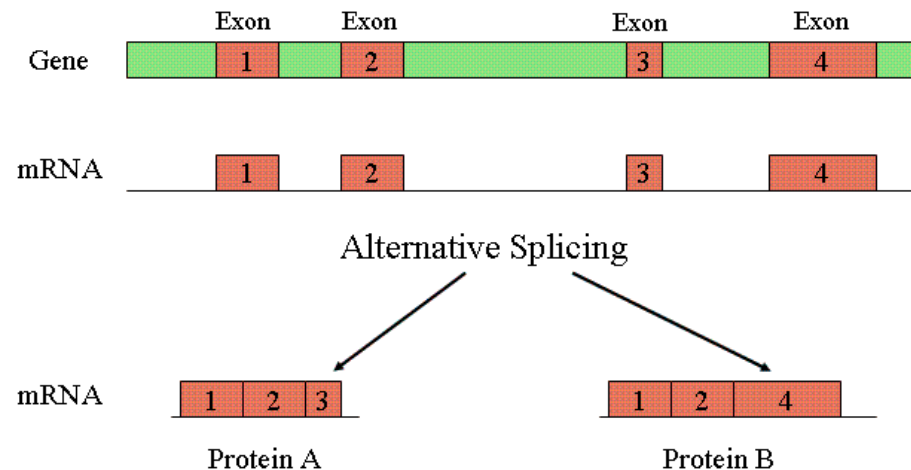 Exon Exon Exon Exon
Gene 1 2 3 4
mRNA 1 2 3 4
Alternative Splicing
mRNA 1 2 3 1 2 4
Protein A Protein B